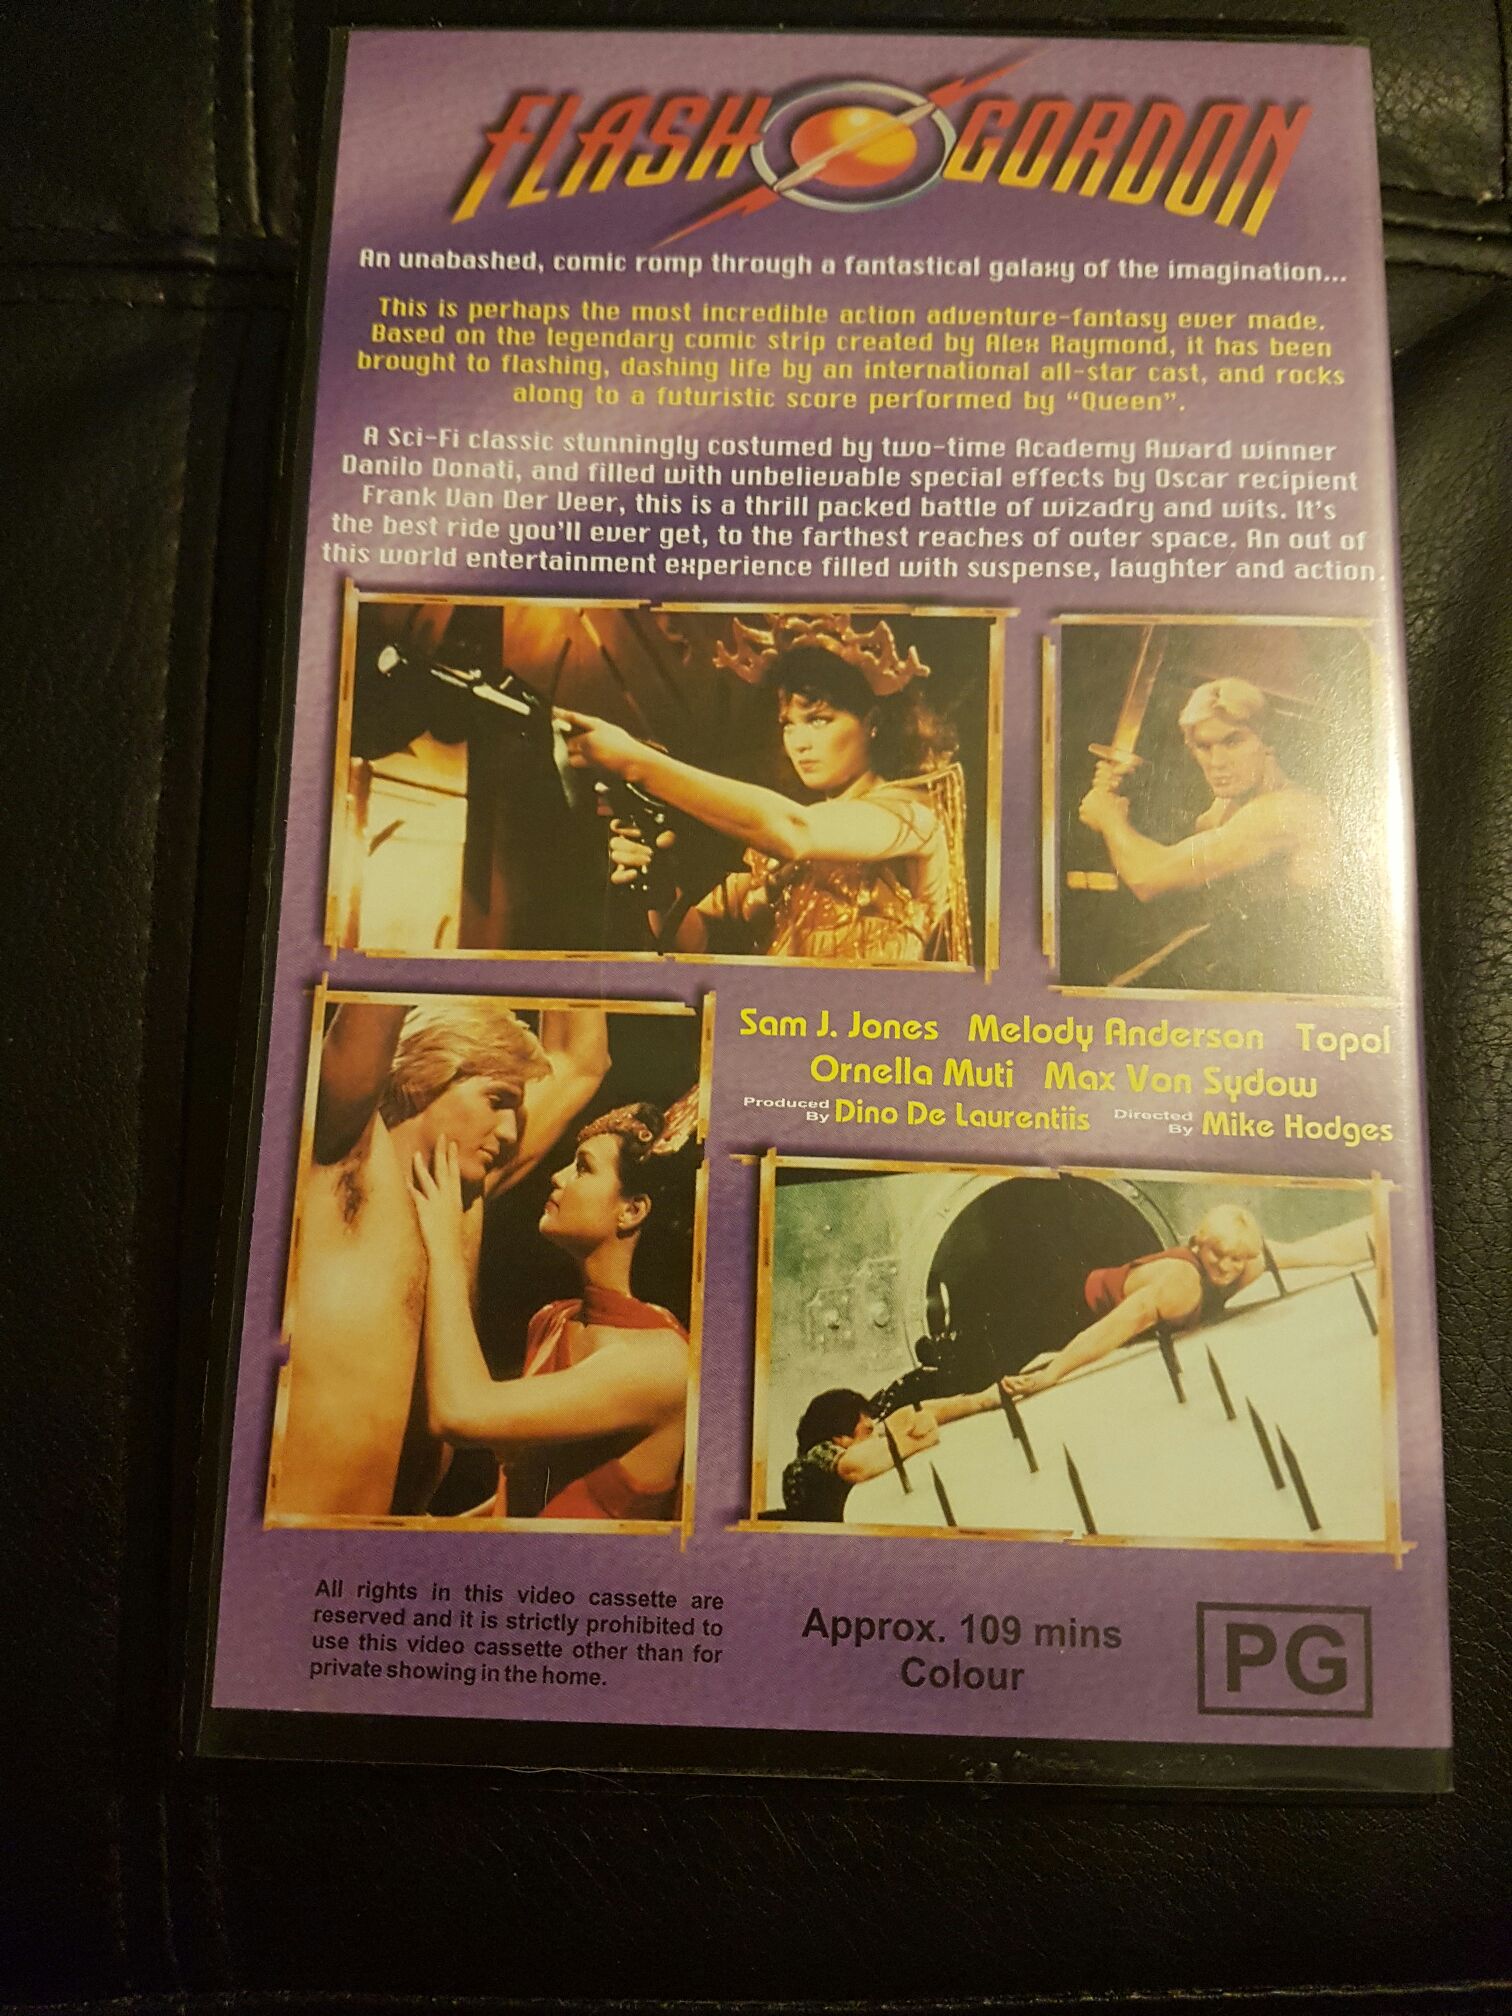 FLASH GORDON
An unabashed, comic romp through a fantastical galaxy of the imagination...
This is perhaps the most incredible action adventure-fantasy ever made.
Based on the legendary comic strip created by Alex Raymond, it has been
brought to flashing, dashing life by an international all-star cast, and rocks
along to a futuristic score performed by “Queen”.
A Sci-Fi classic stunningly costumed by two-time Academy Award winner
Danilo Donati, and filled with unbelievable special effects by Oscar recipient
Frank Van Der Veer, this is a thrill packed battle of wizadry and wits. It's
the best ride you'll ever get, to the farthest reaches of outer space. An out of
this world entertainment experience filled with suspense, laughter and action.
Sam J. Jones Melody Anderson Topol
Ornella Muti Max Von Sydow
Produced By Dino De Laurentiis Directed By Mike Hodges
All rights in this video cassette are
reserved and it is strictly prohibited to
use this video cassette other than for
private showing in the home.
Approx. 109 mins
Colour
PG